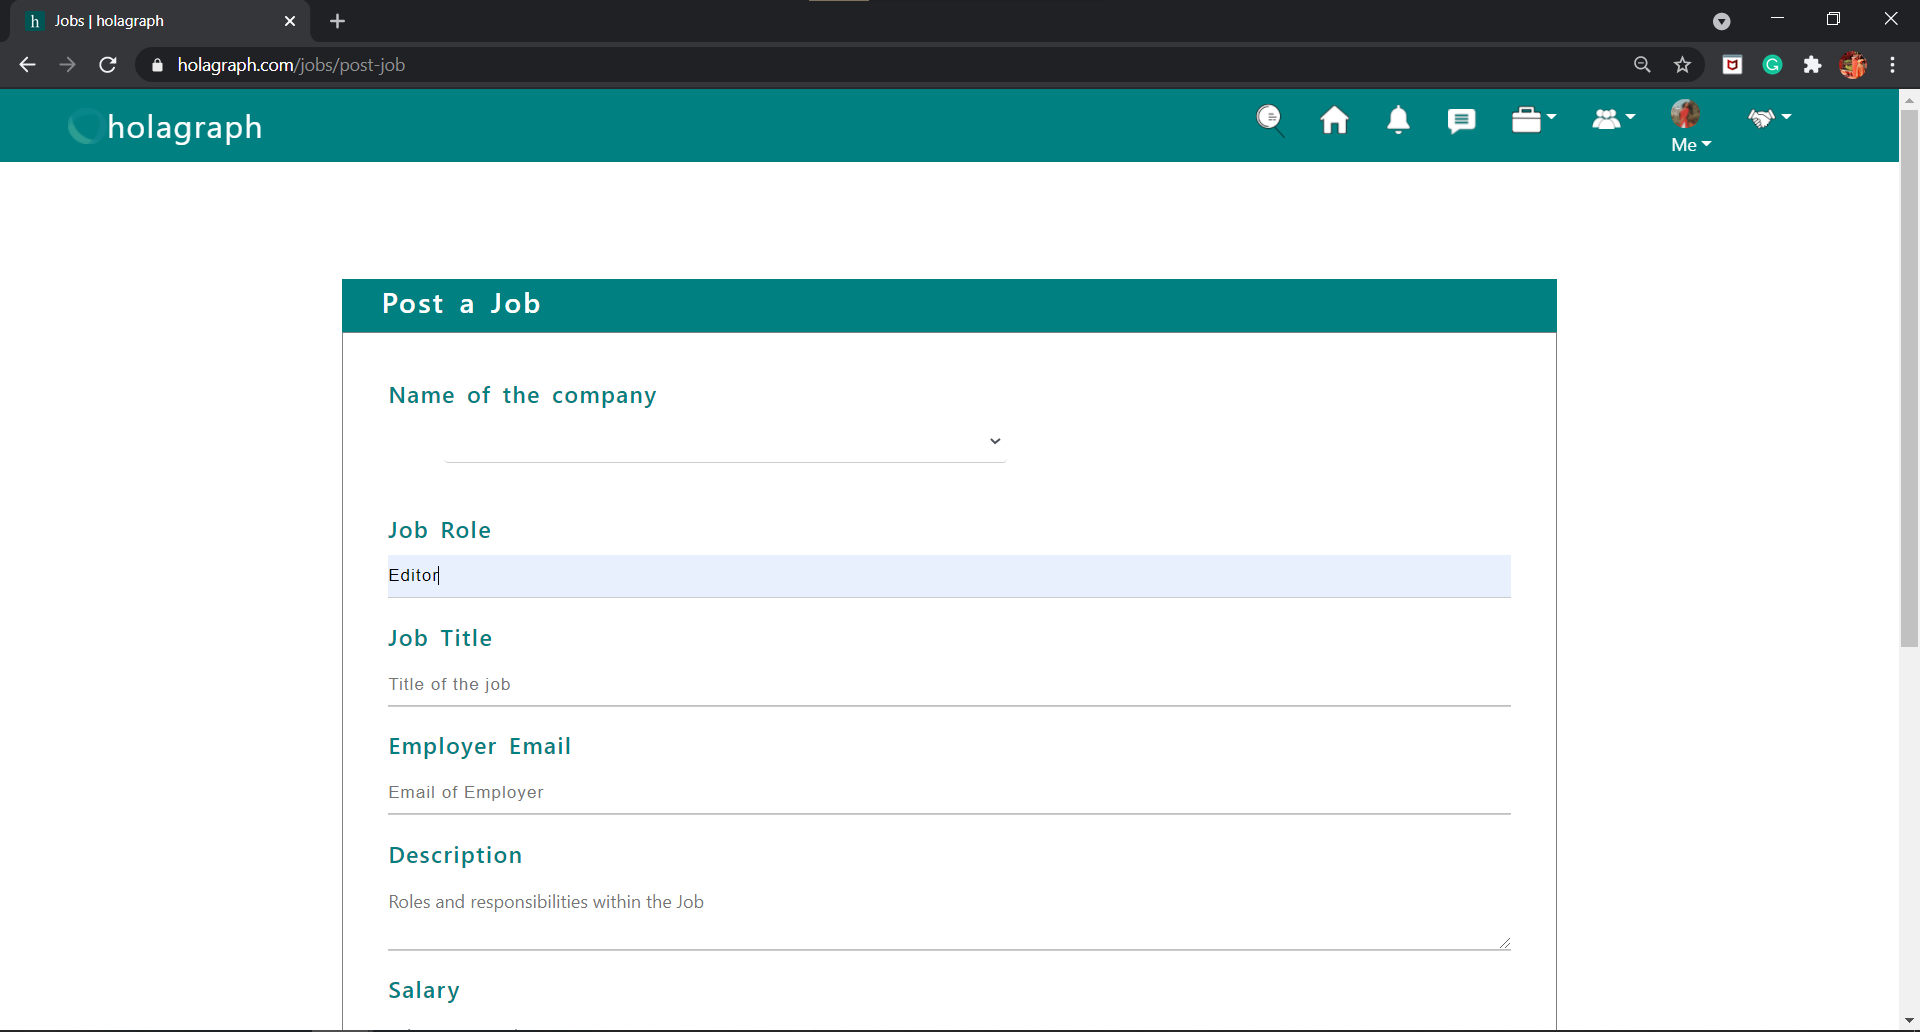 h Jobs | holagraph
holagraph.com/jobs/post-job
holagraph
Me
Post a Job
Name of the company
Job Role
Editor
Job Title
Title of the job
Employer Email
Email of Employer
Description
Roles and responsibilities within the Job
Salary